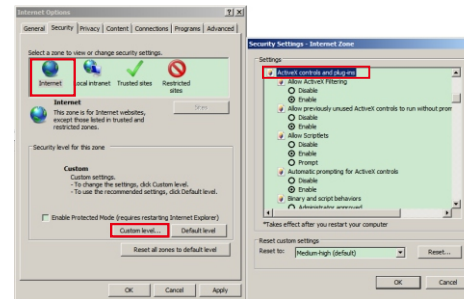 Internet Options
General Security Privacy Content Connections Programs Advanced
Select a zone to view or change security settings.
Internet Local intranet Trusted sites Restricted sites
Internet
This zone is for Internet websites, except those listed in trusted and restricted zones.
Sites
Security level for this zone
Custom
Custom settings.
- To change the settings, click Custom level.
- To use the recommended settings, click Default level.
Enable Protected Mode (requires restarting Internet Explorer)
Custom level... Default level
Reset all zones to default level
OK Cancel Apply
Security Settings - Internet Zone
Settings
ActiveX controls and plug-ins
Allow ActiveX Filtering
Disable
Enable
Allow previously unused ActiveX controls to run without prom
Disable
Enable
Allow Scriptlets
Disable
Enable
Prompt
Automatic prompting for ActiveX controls
Disable
Enable
Binary and script behaviors
Administrator approved
*Takes effect after you restart your computer
Reset custom settings
Reset to: Medium-high (default) Reset...
OK Cancel